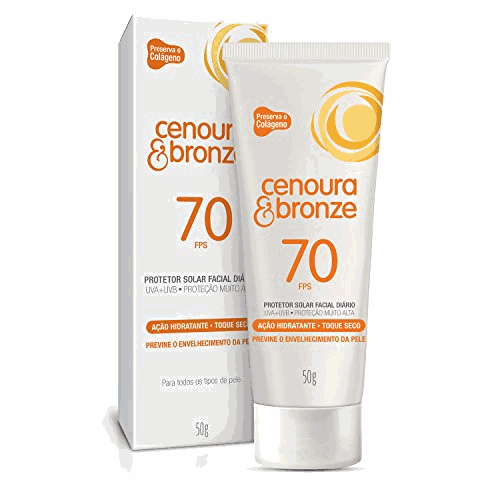 Preserva o
Colágeno
cenoura
&bronze
70
FPS
PROTETOR SOLAR FACIAL DIÁRIO
UVA+UVB • PROTEÇÃO MUITO AL
AÇÃO HIDRATANTE • TOQUE SECO
PREVINE O ENVELHECIMENTO DA PELE
Para todos os tipos de pele
50g
Preserva o
Colágeno
cenoura
&bronze
70
FPS
PROTETOR SOLAR FACIAL DIÁRIO
UVA+UVB • PROTEÇÃO MUITO ALTA
AÇÃO HIDRATANTE • TOQUE SECO
PREVINE O ENVELHECIMENTO DA PELE
50g